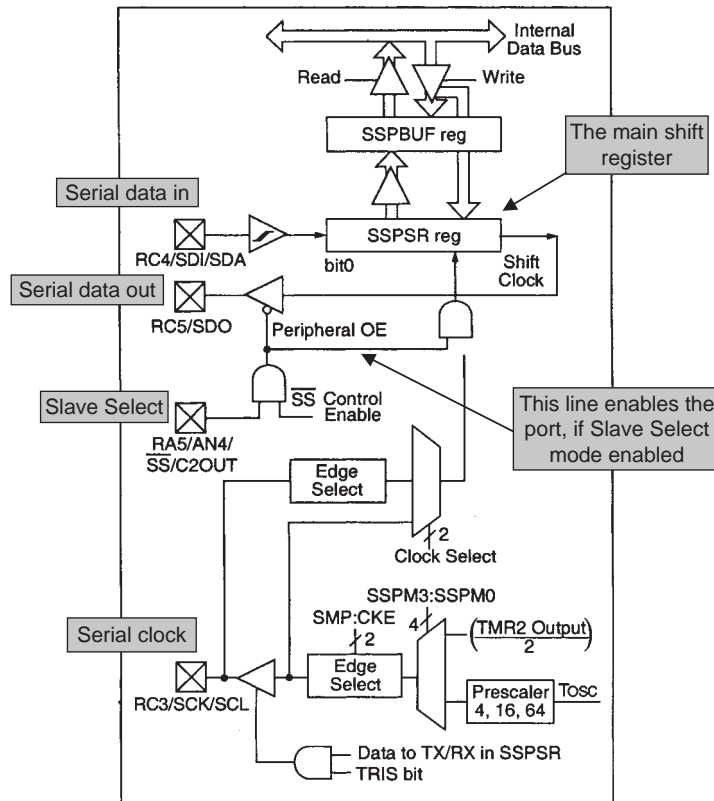 Internal
Data Bus
Read
Write
SSPBUF reg
The main shift
register
Serial data in
SSPSR reg
RC4/SDI/SDA
bit0
Shift
Clock
Serial data out
RC5/SDO
Peripheral OE
Slave Select
SS Control
Enable
This line enables the
port, if Slave Select
mode enabled
RA5/AN4/
SS/C2OUT
Edge
Select
2
Clock Select
SSPM3:SSPM0
SMP:CKE
4
(TMR2 Output)
2
Serial clock
2
Edge
Select
Prescaler
4, 16, 64
TOSC
RC3/SCK/SCL
Data to TX/RX in SSPSR
TRIS bit